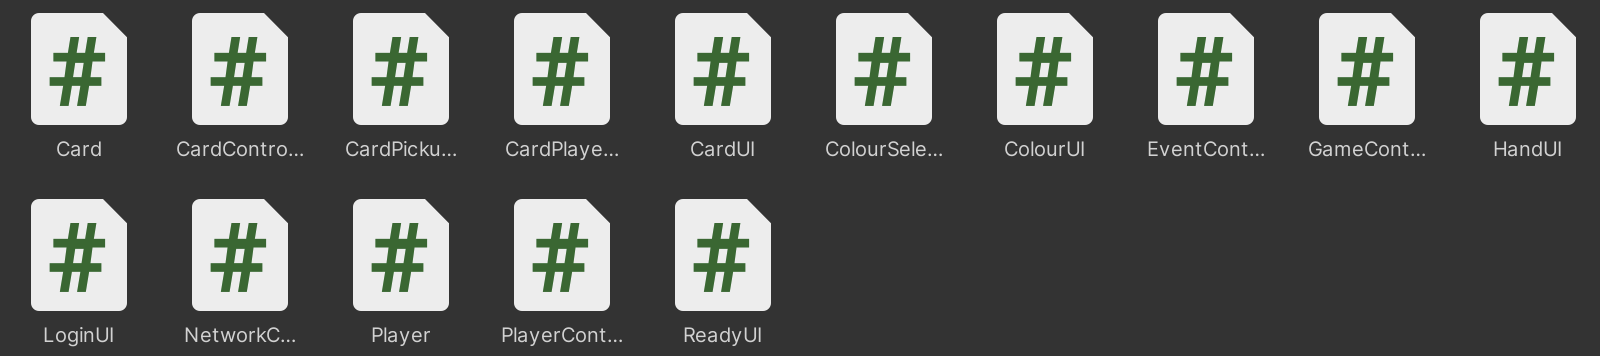 Card CardContro... CardPicku... CardPlaye... CardUI ColourSele... ColourUI EventCont... GameCont... HandUI
LoginUI NetworkC... Player PlayerCont... ReadyUI